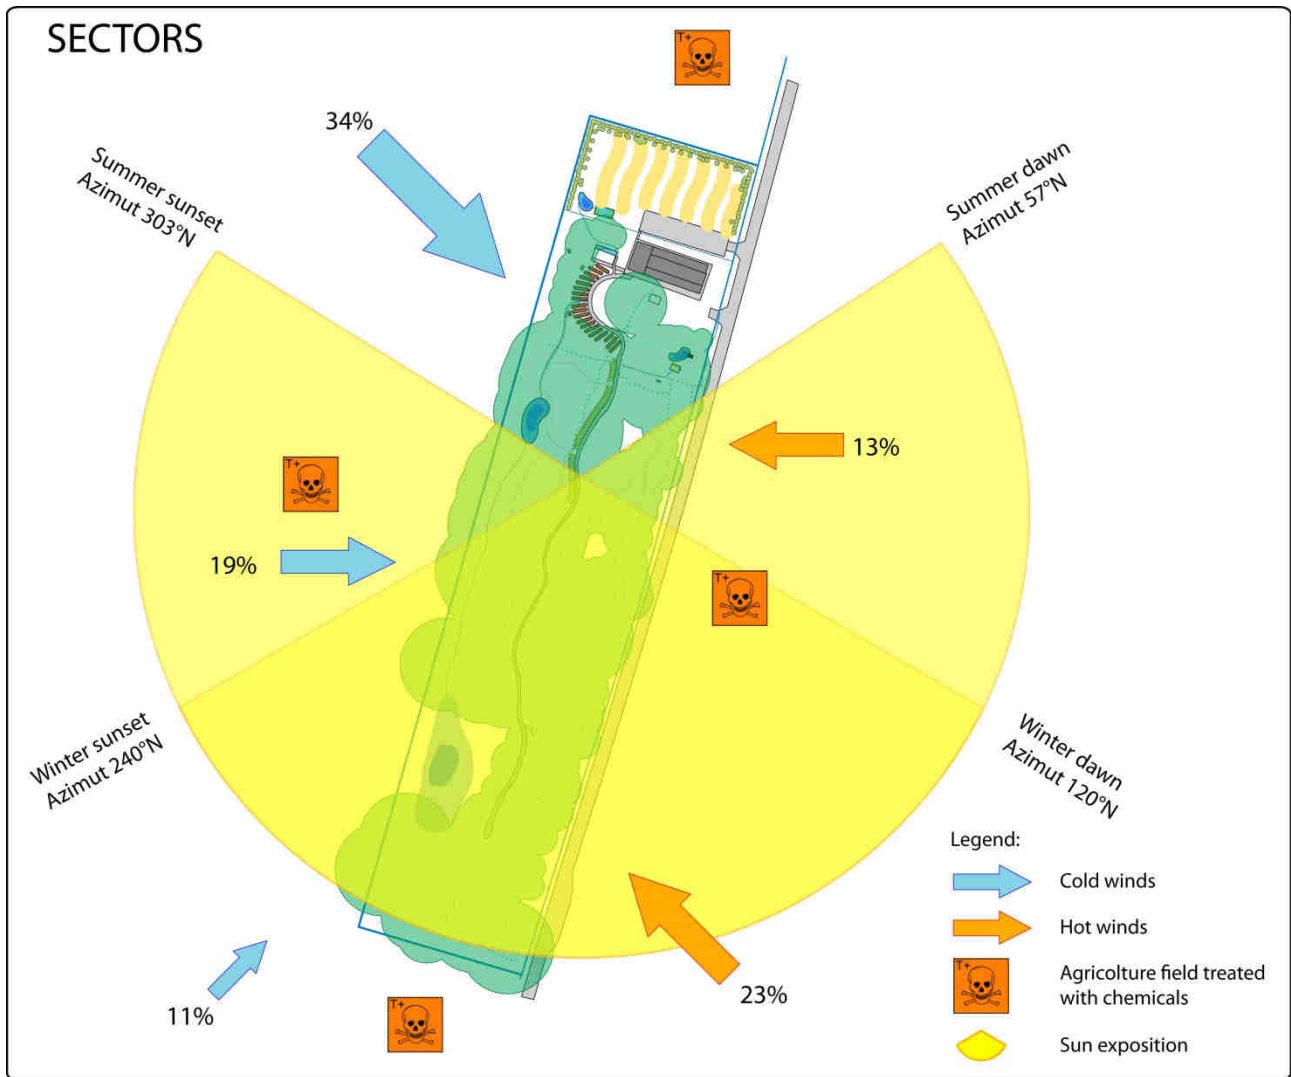 SECTORS
T+
34%
Summer sunset
Azimut 303°N
Summer dawn
Azimut 57°N
13%
T+
19%
T+
Winter sunset
Azimut 240°N
Winter dawn
Azimut 120°N
11%
T+
23%
Legend:
Cold winds
Hot winds
T+
Agricolture field treated
with chemicals
Sun exposition